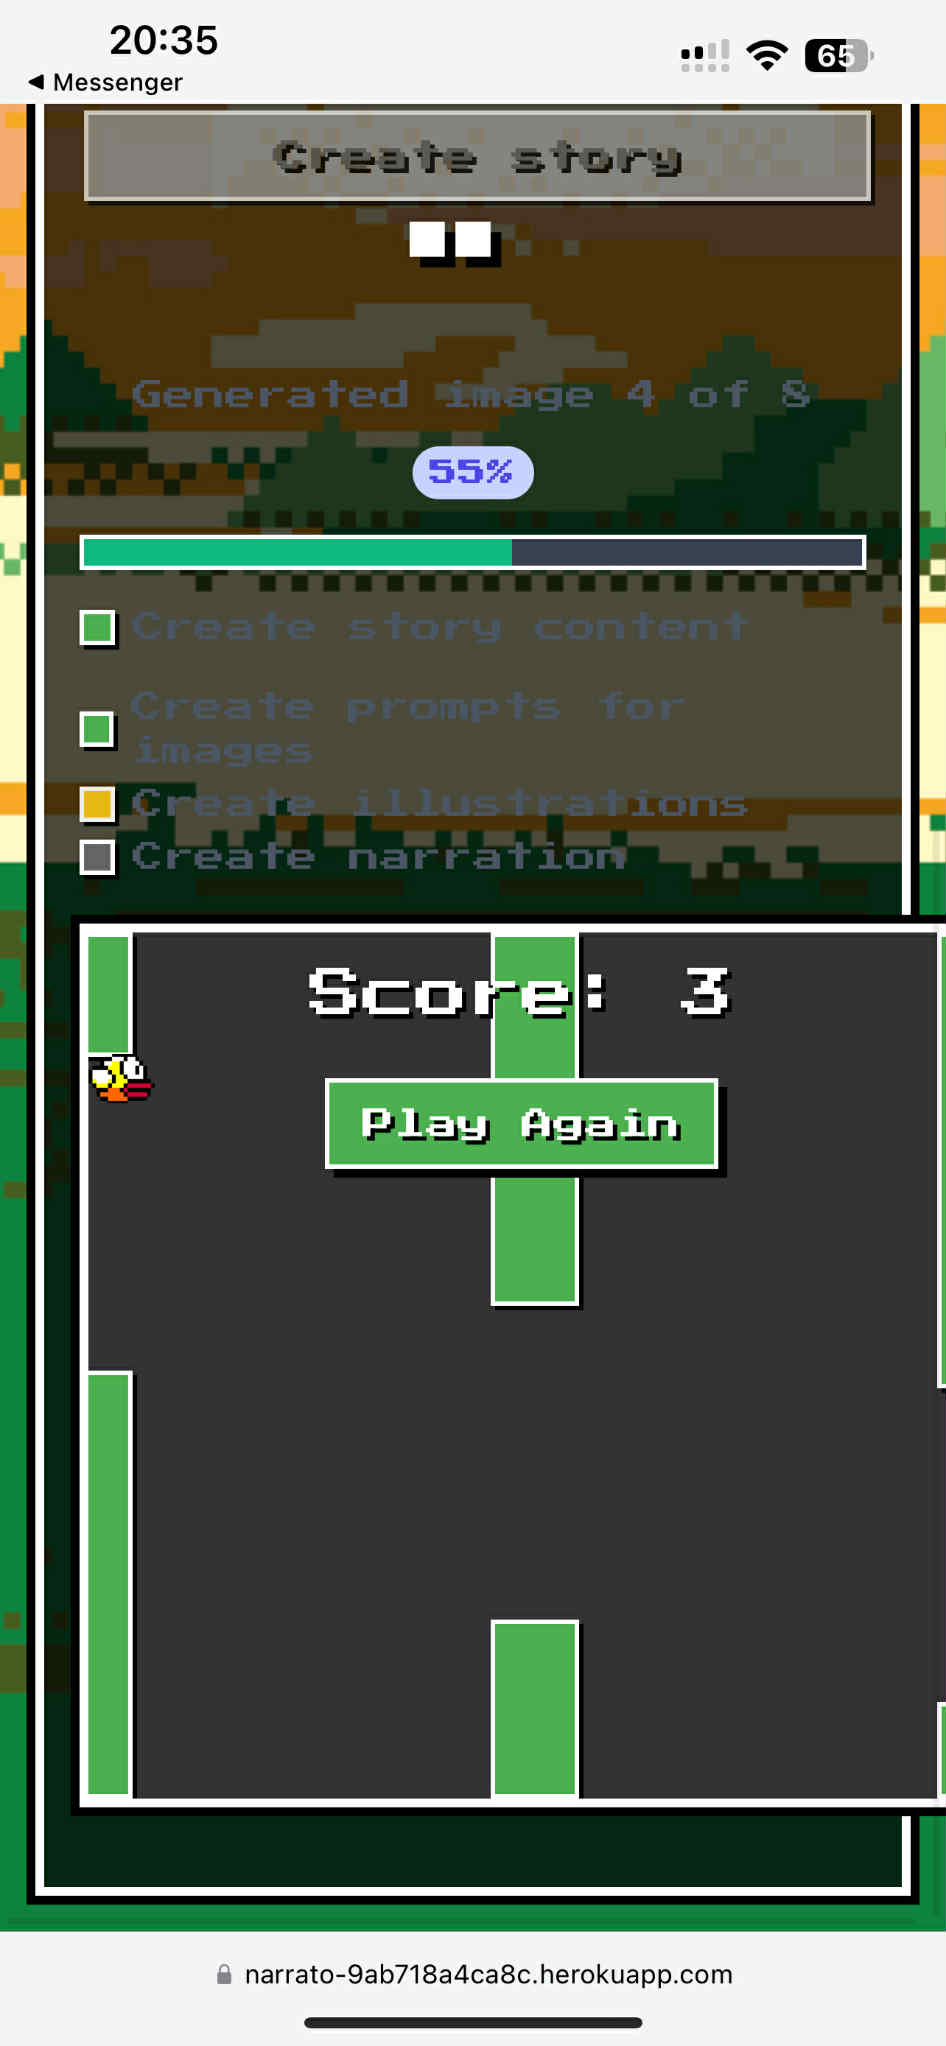 20:35
65
◀ Messenger
Create story
Generated image 4 of 8
55%
Create story content
Create prompts for
images
Create illustrations
Create narration
Score: 3
Play Again
narrato-9ab718a4ca8c.herokuapp.com